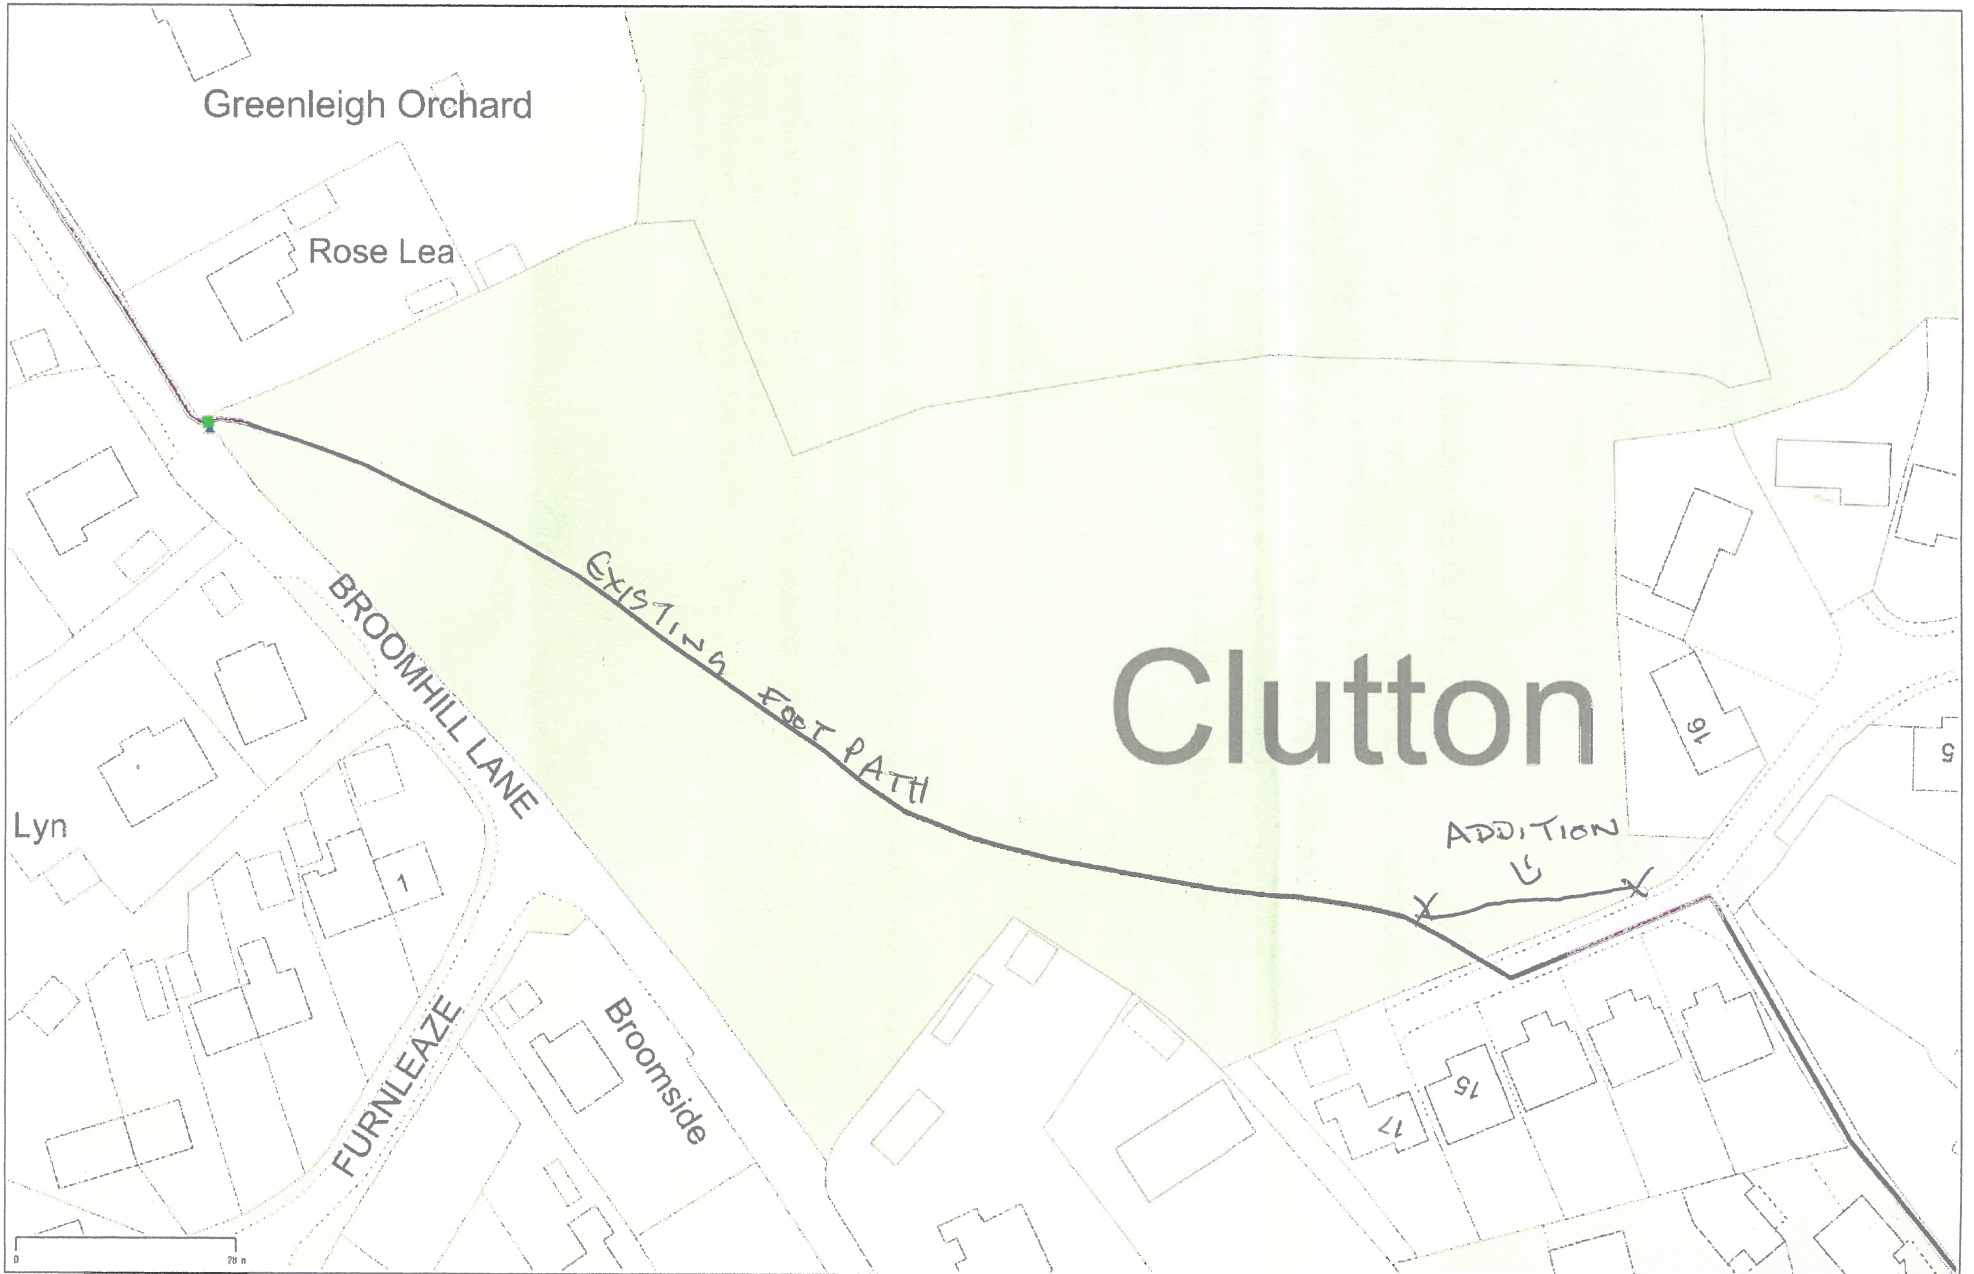 Greenleigh Orchard
Rose Lea
EXISTING FOOT PATH
BROOMHILL LANE
Clutton
16
5
ADDITION
Lyn
1
FURNLEAZE
Broomside
15
17
0 28 m